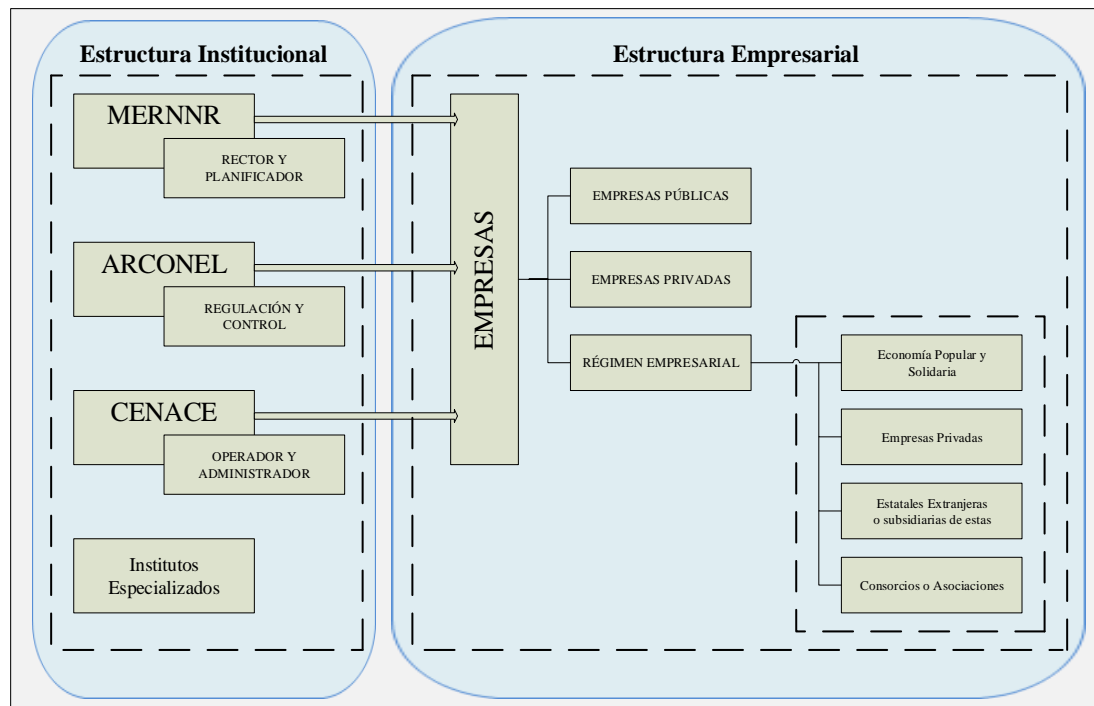 Estructura Institucional
MERNNR
RECTOR Y
PLANIFICADOR
ARCONEL
REGULACIÓN Y
CONTROL
CENACE
OPERADOR Y
ADMINISTRADOR
Institutos
Especializados
Estructura Empresarial
EMPRESAS
EMPRESAS PÚBLICAS
EMPRESAS PRIVADAS
RÉGIMEN EMPRESARIAL
Economía Popular y
Solidaria
Empresas Privadas
Estatales Extranjeras
o subsidiarias de estas
Consorcios o Asociaciones